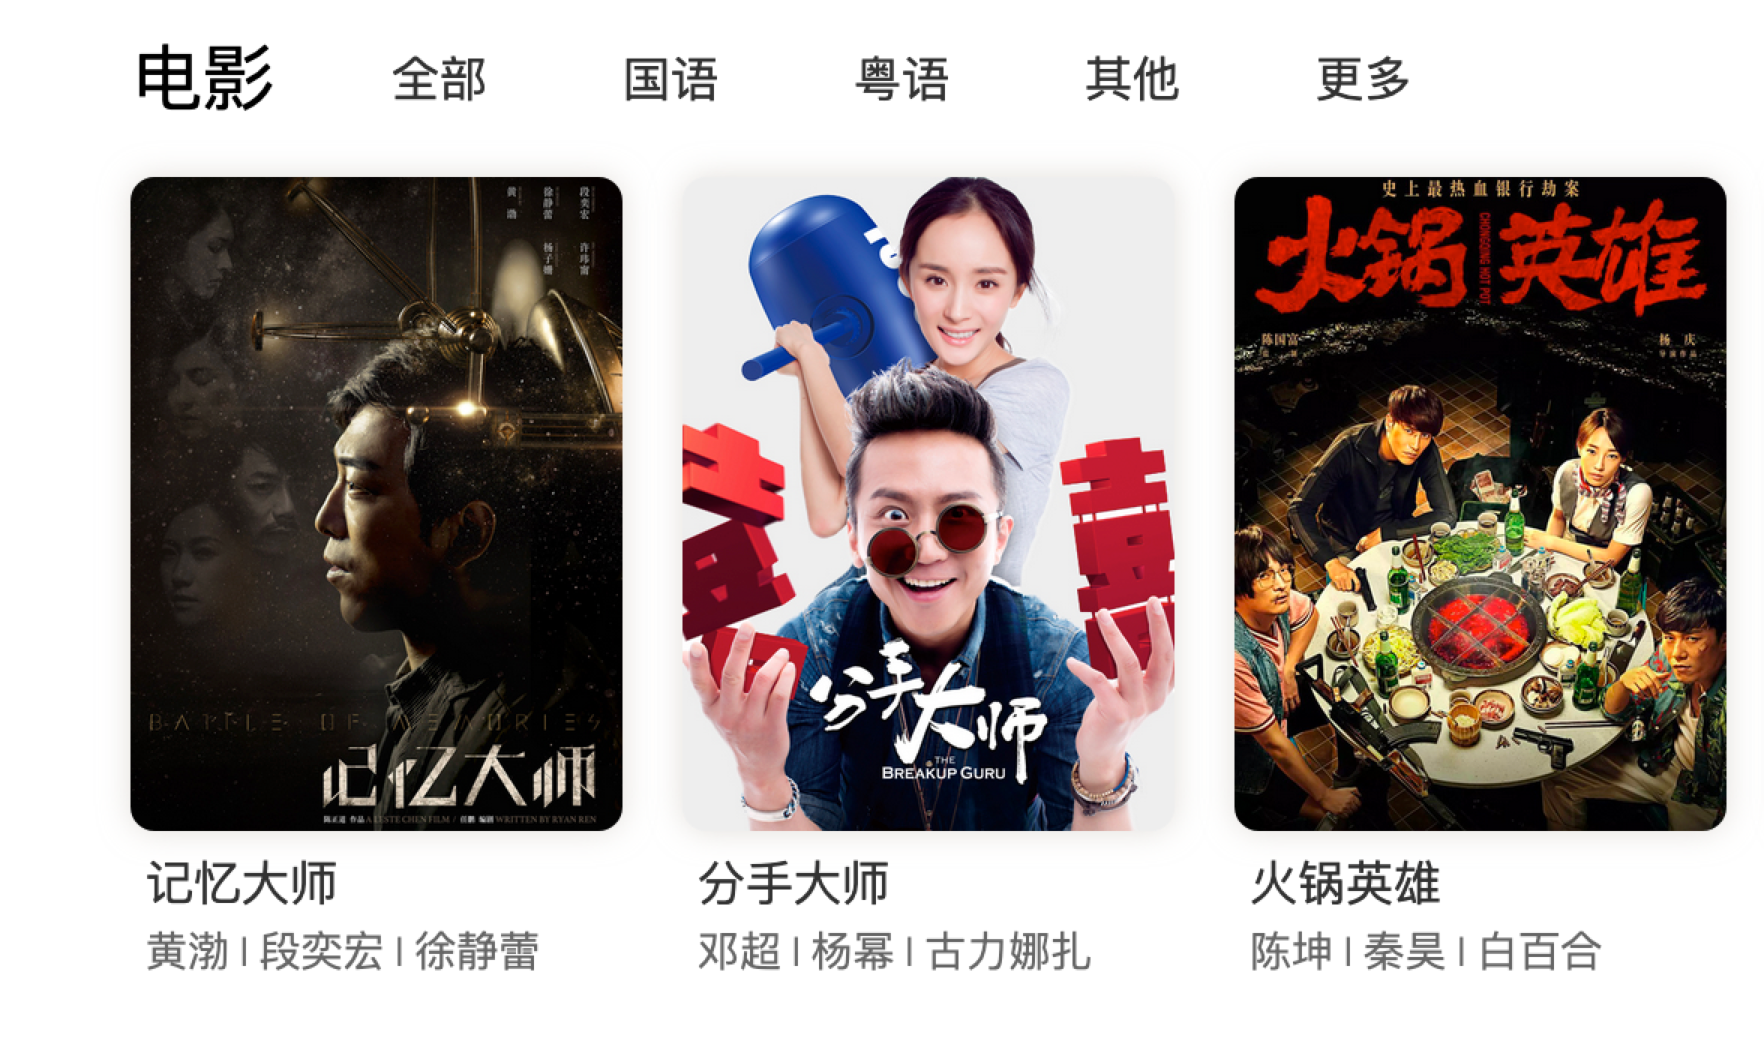 电影
全部
国语
粤语
其他
更多
黄渤
徐静蕾
段奕宏
杨子姗
许玮甯
BATTLE OF MEMORIES
记忆大师
陈正道 作品 A LESTE CHEN FILM / 任鹏 编剧 WRITTEN BY RYAN REN
分手大师
THE
BREAKUP GURU
史上最热血银行劫案
火锅英雄
CHONGQING HOT POT
陈国富
杨庆
导演作品
记忆大师
黄渤 | 段奕宏 | 徐静蕾
分手大师
邓超 | 杨幂 | 古力娜扎
火锅英雄
陈坤 | 秦昊 | 白百合